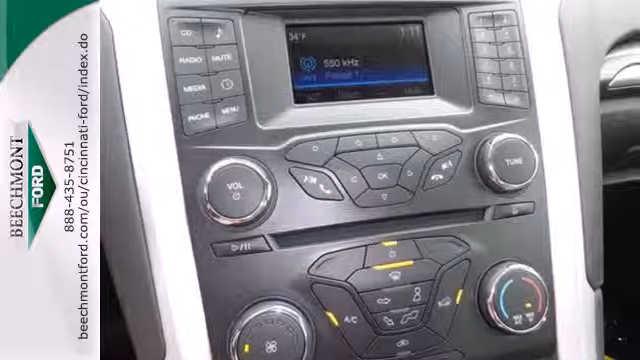 BEECHMONT
FORD
888-435-8751
beechmontford.com/ou/cincinnati-ford/index.do
34°F
550 kHz
Preset 1
CD
RADIO
MUTE
MEDIA
PHONE
MENU
VOL
OK
TUNE
A/C